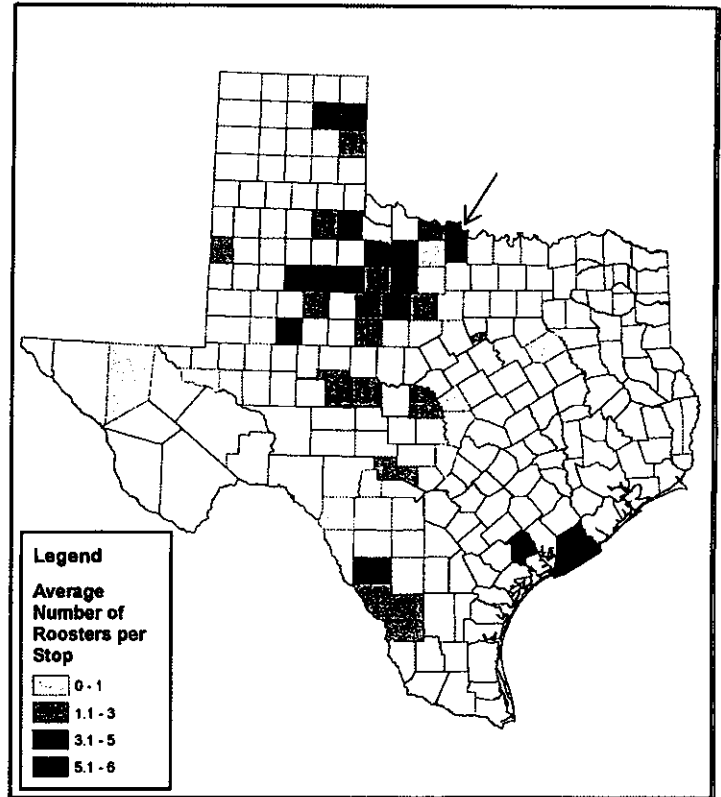 Legend
Average
Number of
Roosters per
Stop
0 - 1
1.1 - 3
3.1 - 5
5.1 - 6